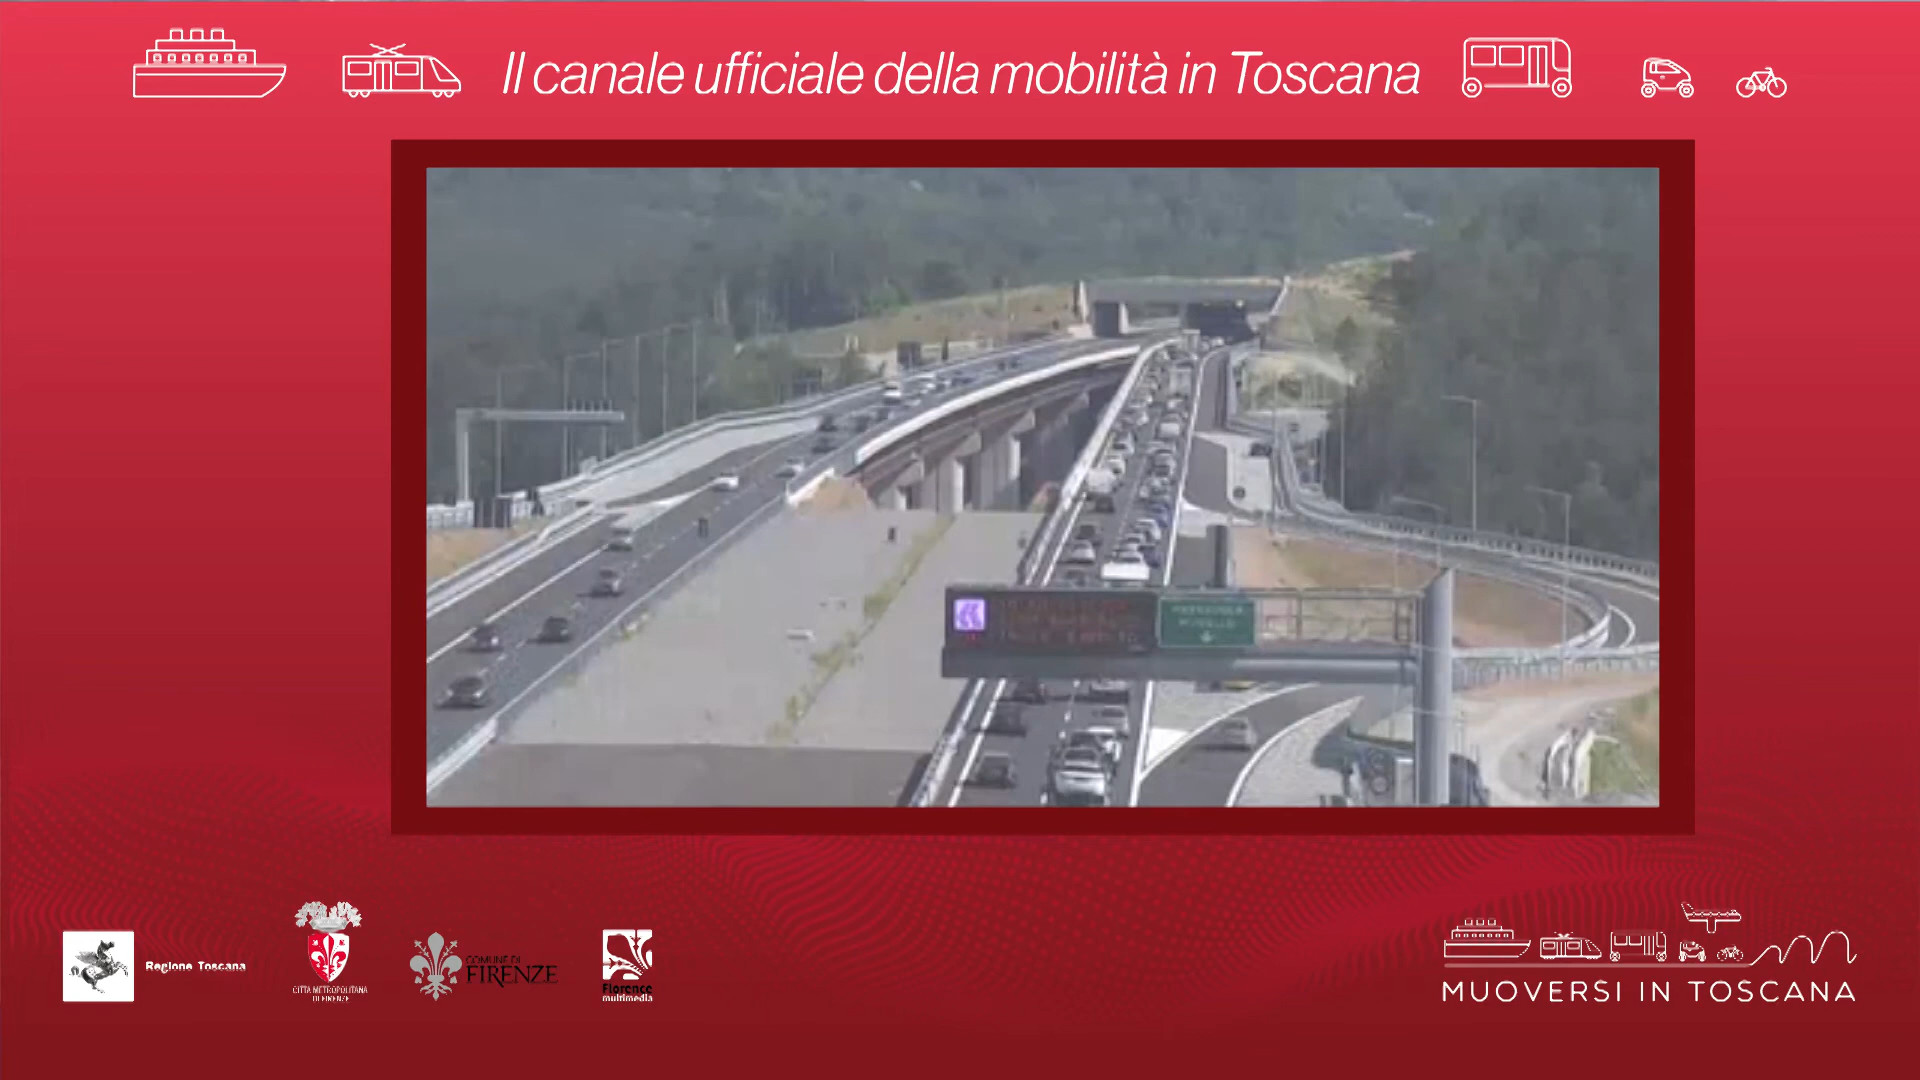 Il canale ufficiale della mobilità in Toscana
Regione Toscana
CITTÀ METROPOLITANA
DI FIRENZE
COMUNE DI
FIRENZE
Florence
multimedia
MUOVERSI IN TOSCANA